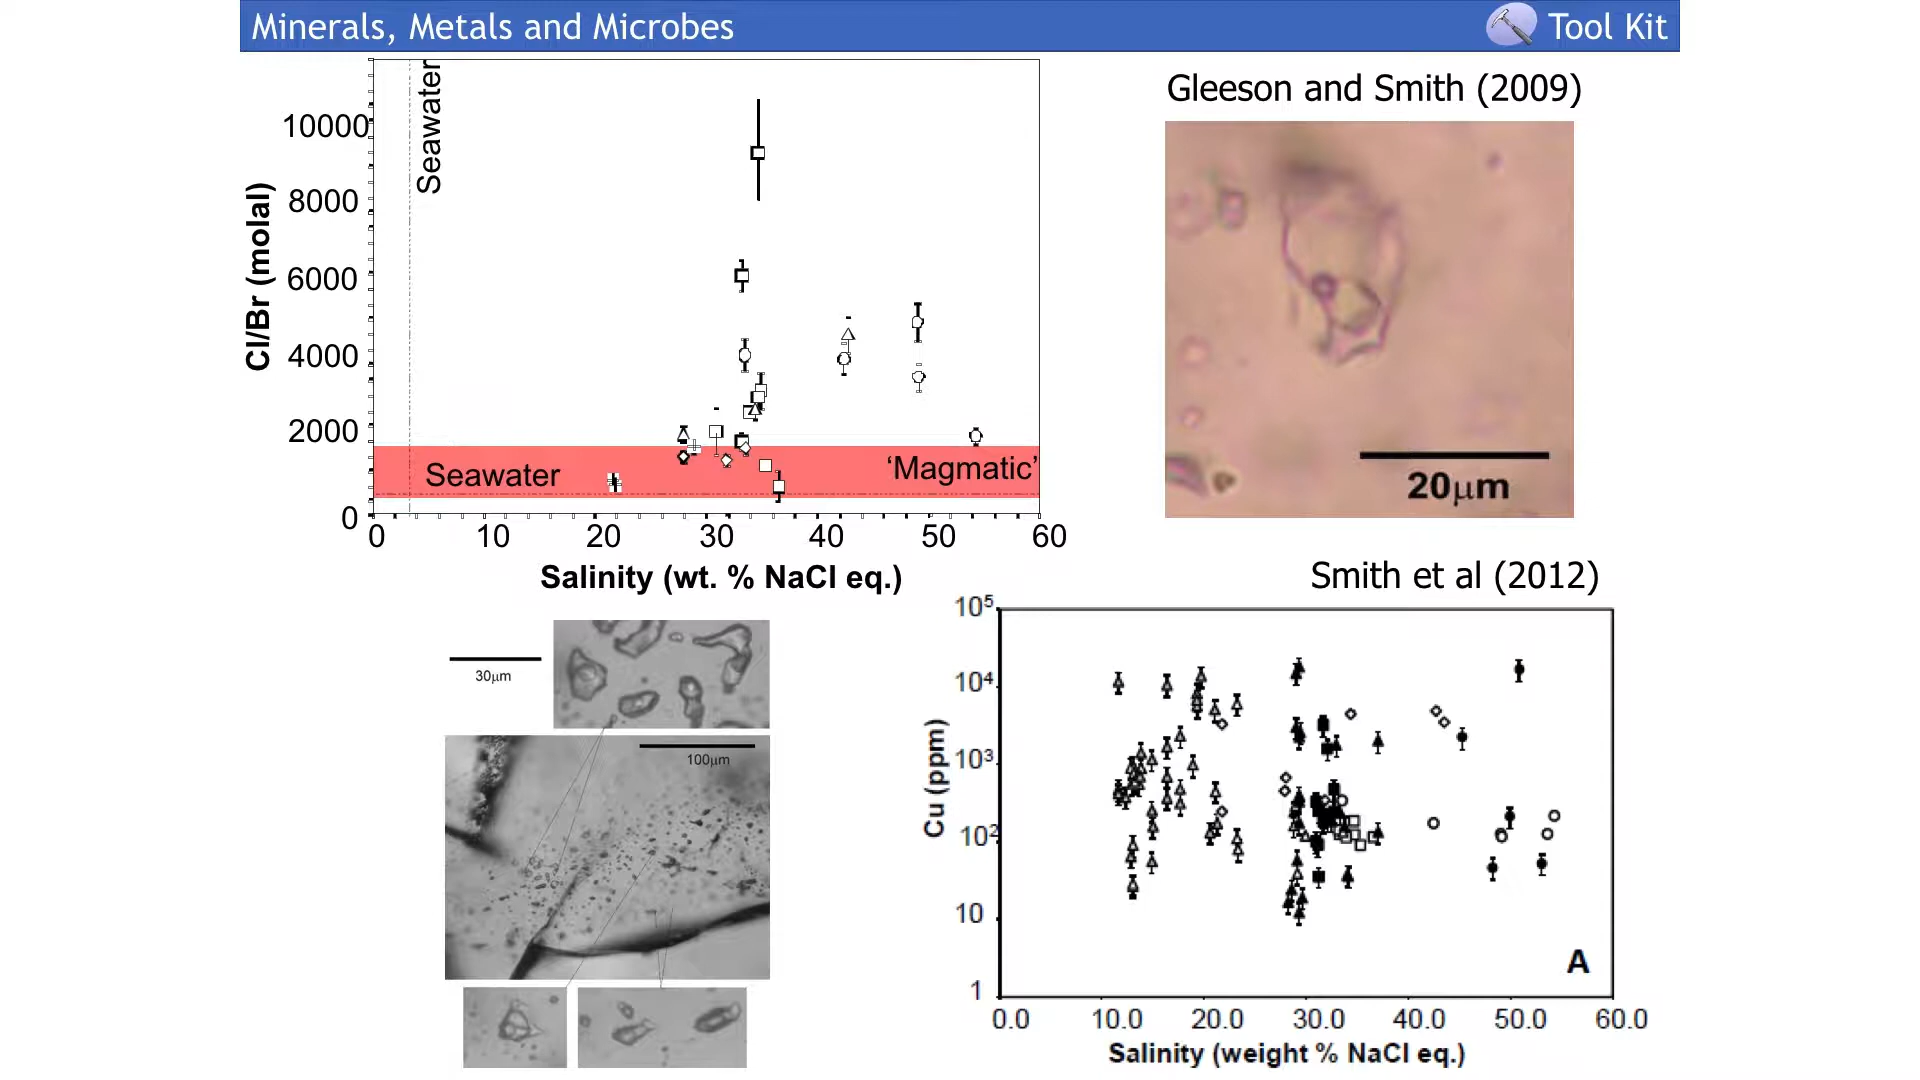 Minerals, Metals and Microbes
Tool Kit
Seawater
10000
8000
6000
4000
2000
0
Cl/Br (molal)
Seawater
'Magmatic'
0 10 20 30 40 50 60
Salinity (wt. % NaCl eq.)
Gleeson and Smith (2009)
20μm
30μm
100μm
Smith et al (2012)
10⁵
10⁴
10³
10²
10
1
Cu (ppm)
A
0.0 10.0 20.0 30.0 40.0 50.0 60.0
Salinity (weight % NaCl eq.)